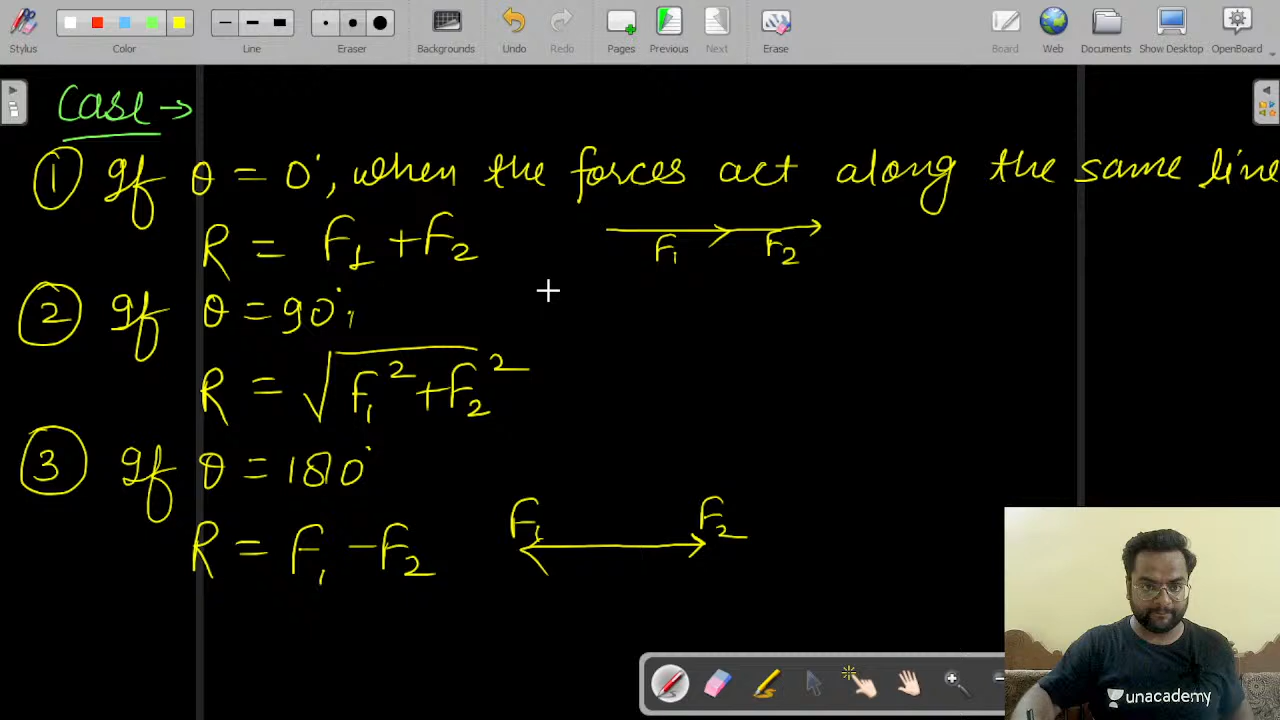 Stylus
Color
Line
Eraser
Backgrounds
Undo
Redo
Pages
Previous
Next
Erase
Board
Web
Documents
Show Desktop
OpenBoard
Case →
① If θ = 0°, when the forces act along the same line
R = F₁ + F₂
F₁ F₂
② If θ = 90°,
R = √F₁² + F₂²
③ If θ = 180°
R = F₁ - F₂
F₁ F₂
unacademy